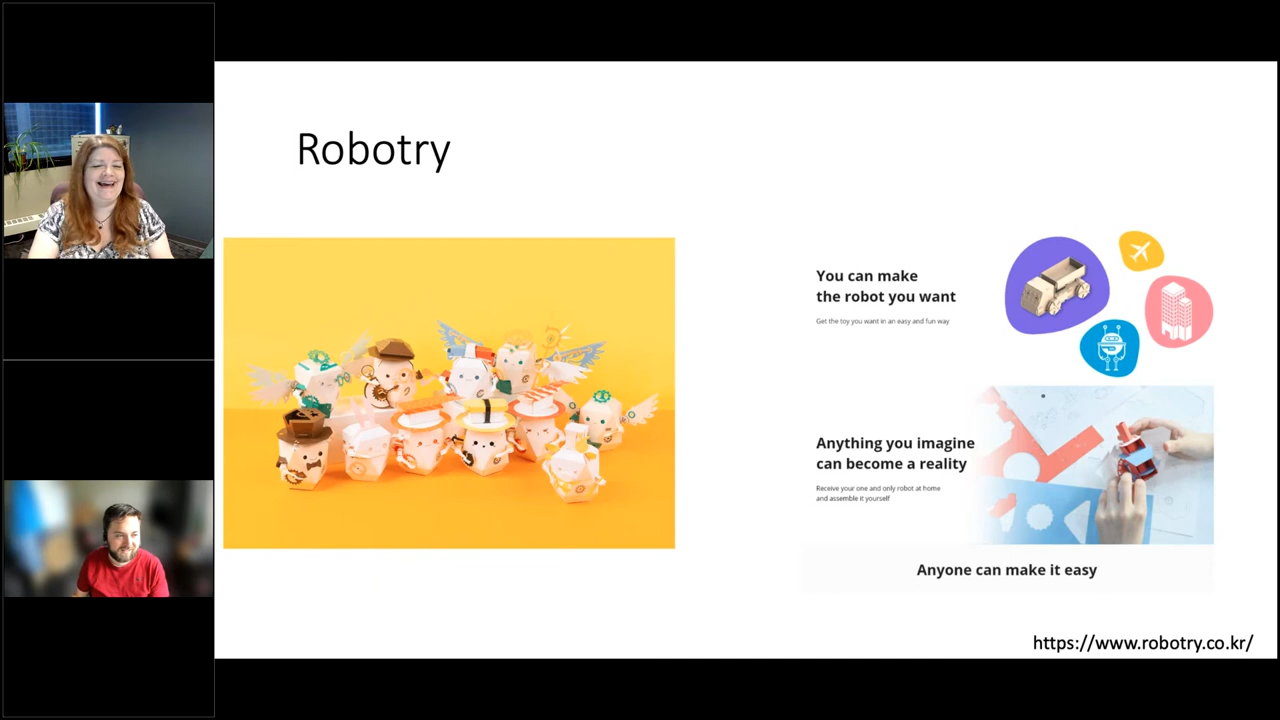 Robotry
You can make
the robot you want
Get the toy you want in an easy and fun way
Anything you imagine
can become a reality
Receive your one and only robot at home
and assemble it yourself
Anyone can make it easy
https://www.robotry.co.kr/